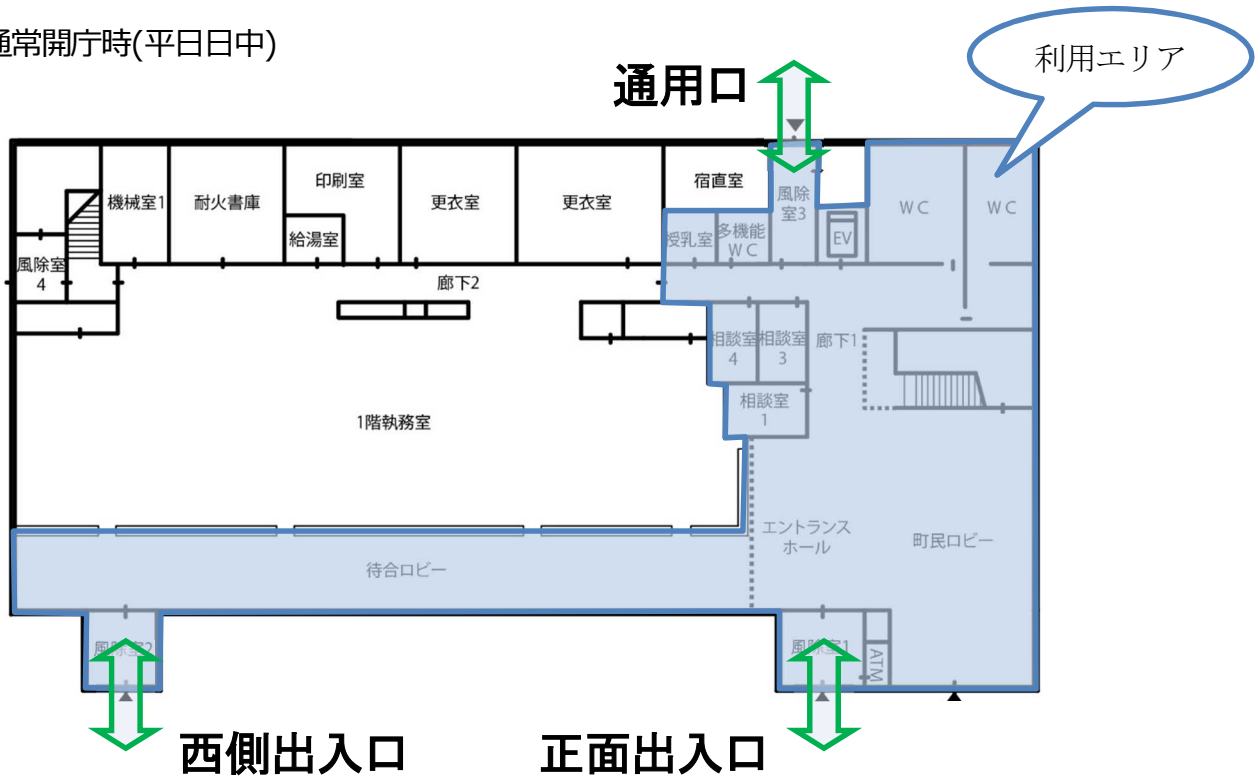 通常開庁時(平日日中)
利用エリア
通用口
機械室1
耐火書庫
印刷室
給湯室
更衣室
更衣室
宿直室
風除
室3
授乳室
多機能
WC
EV
WC
WC
風除室
4
廊下2
相談室
4
相談室
3
廊下1
相談室
1
1階執務室
エントランス
ホール
町民ロビー
待合ロビー
風除室2
風除室1
ATM
西側出入口
正面出入口